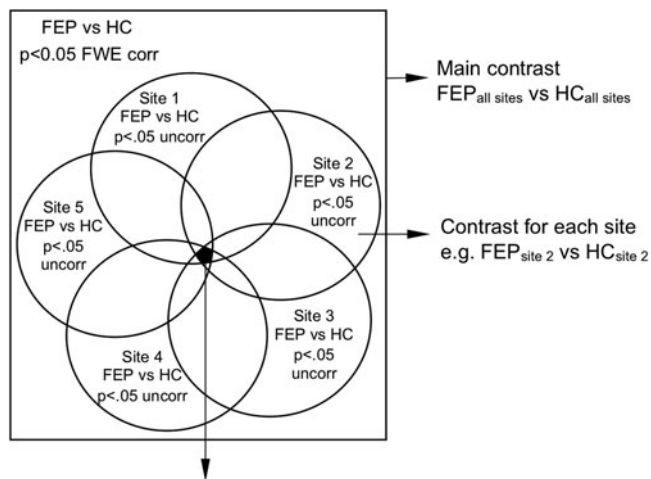 FEP vs HC
p<0.05 FWE corr
Site 1
FEP vs HC
p<.05 uncorr
Site 2
FEP vs HC
p<.05
uncorr
Site 5
FEP vs HC
p<.05
uncorr
Site 3
FEP vs HC
p<.05
uncorr
Site 4
FEP vs HC
p<.05 uncorr
Main contrast
FEPall sites vs HCall sites
Contrast for each site
e.g. FEPsite 2 vs HCsite 2